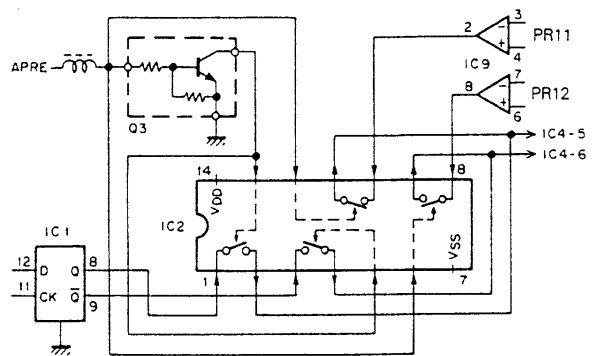 2 3
PR11
4
IC9
7
8 PR12
6
APRE
Q3
IC4-5
IC4-6
14 8
VDD
IC2
VSS
1 7
IC1
12 D Q 8
11 CK Q̅ 9